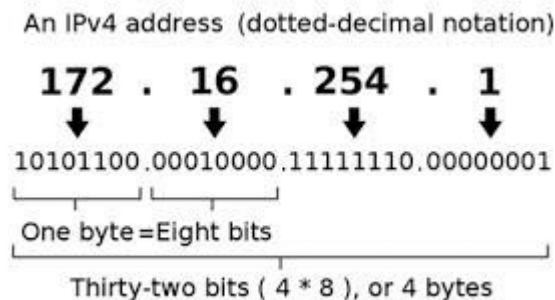 An IPv4 address (dotted-decimal notation)
172 . 16 . 254 . 1
10101100.00010000.11111110.00000001
One byte=Eight bits
Thirty-two bits ( 4 * 8 ), or 4 bytes